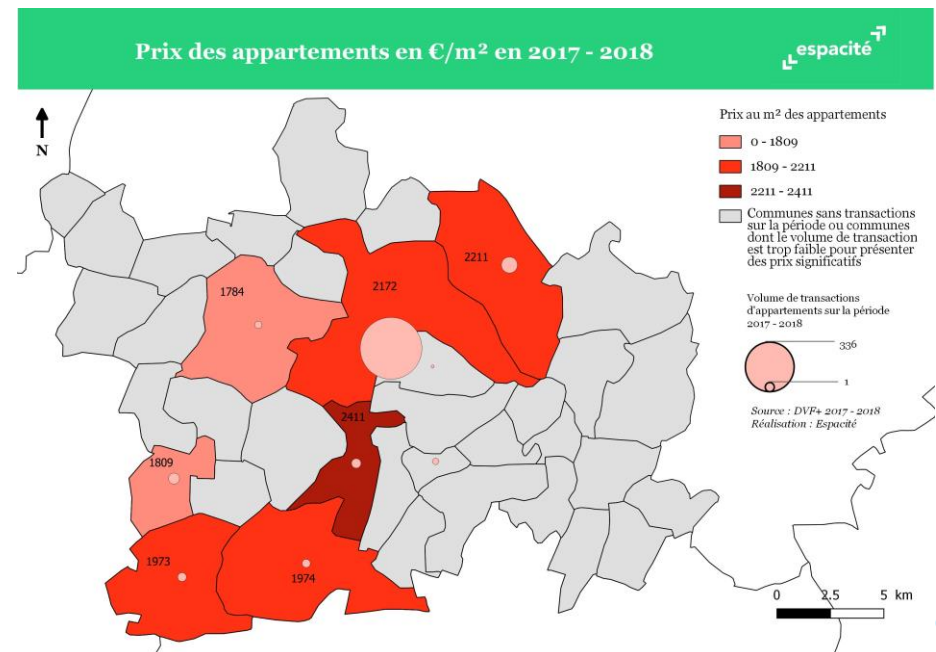 Prix des appartements en €/m² en 2017 - 2018
espacité
N
Prix au m² des appartements
0 - 1809
1809 - 2211
2211 - 2411
Communes sans transactions
sur la période ou communes
dont le volume de transaction
est trop faible pour présenter
des prix significatifs
2211
2172
1784
Volume de transactions
d'appartements sur la période
2017 - 2018
336
1
Source : DVF+ 2017 - 2018
Réalisation : Espacité
2411
1809
1973
1974
0 2.5 5 km